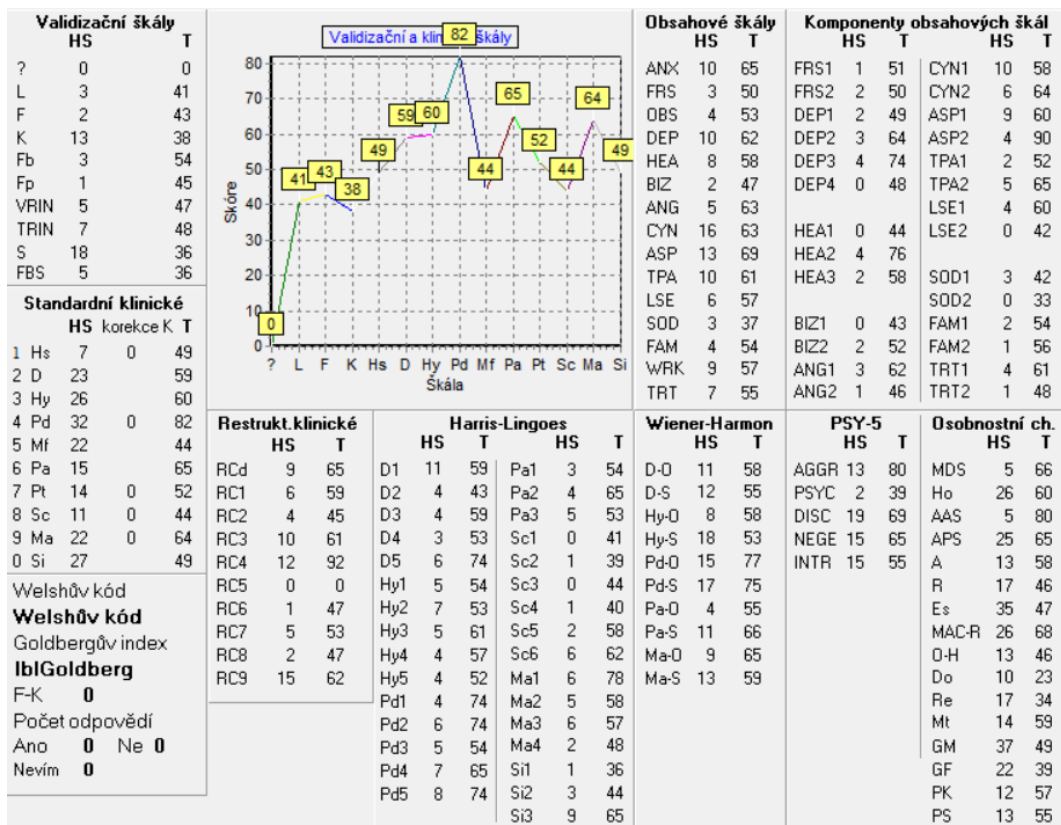 Validizační škály
HS T
? 0 0
L 3 41
F 2 43
K 13 38
Fb 3 54
Fp 1 45
VRIN 5 47
TRIN 7 48
S 18 36
FBS 5 36
Standardní klinické
HS korekce K T
1 Hs 7 0 49
2 D 23 59
3 Hy 26 60
4 Pd 32 0 82
5 Mf 22 44
6 Pa 15 65
7 Pt 14 0 52
8 Sc 11 0 44
9 Ma 22 0 64
0 Si 27 49
Welshův kód
Welshův kód
Goldbergův index
lblGoldberg
F-K 0
Počet odpovědí
Ano 0 Ne 0
Nevím 0
Validizační a klin škály
Skóre
80
70
60
50
40
30
20
10
0
0 41 43 38 49 59 60 82 44 65 52 44 64 49
? L F K Hs D Hy Pd Mf Pa Pt Sc Ma Si
Škála
Obsahové škály
HS T
ANX 10 65
FRS 3 50
OBS 4 53
DEP 10 62
HEA 8 58
BIZ 2 47
ANG 5 63
CYN 16 63
ASP 13 69
TPA 10 61
LSE 6 57
SOD 3 37
FAM 4 54
WRK 9 57
TRT 7 55
Komponenty obsahových škál
HS T HS T
FRS1 1 51 CYN1 10 58
FRS2 2 50 CYN2 6 64
DEP1 2 49 ASP1 9 60
DEP2 3 64 ASP2 4 90
DEP3 4 74 TPA1 2 52
DEP4 0 48 TPA2 5 65
LSE1 4 60
HEA1 0 44 LSE2 0 42
HEA2 4 76
HEA3 2 58 SOD1 3 42
SOD2 0 33
BIZ1 0 43 FAM1 2 54
BIZ2 2 52 FAM2 1 56
ANG1 3 62 TRT1 4 61
ANG2 1 46 TRT2 1 48
Restrukt.klinické
HS T
RCd 9 65
RC1 6 59
RC2 4 45
RC3 10 61
RC4 12 92
RC5 0 0
RC6 1 47
RC7 5 53
RC8 2 47
RC9 15 62
Harris-Lingoes
HS T HS T
D1 11 59 Pa1 3 54
D2 4 43 Pa2 4 65
D3 4 59 Pa3 5 53
D4 3 53 Sc1 0 41
D5 6 74 Sc2 1 39
Hy1 5 54 Sc3 0 44
Hy2 7 53 Sc4 1 40
Hy3 5 61 Sc5 2 58
Hy4 4 57 Sc6 6 62
Hy5 4 52 Ma1 6 78
Pd1 4 74 Ma2 5 58
Pd2 6 74 Ma3 6 57
Pd3 5 54 Ma4 2 48
Pd4 7 65 Si1 1 36
Pd5 8 74 Si2 3 44
Si3 9 65
Wiener-Harmon
HS T
D-O 11 58
D-S 12 55
Hy-O 8 58
Hy-S 18 53
Pd-O 15 77
Pd-S 17 75
Pa-O 4 55
Pa-S 11 66
Ma-O 9 65
Ma-S 13 59
PSY-5
HS T
AGGR 13 80
PSYC 2 39
DISC 19 69
NEGE 15 65
INTR 15 55
Osobnostní ch.
HS T
MDS 5 66
Ho 26 60
AAS 5 80
APS 25 65
A 13 58
R 17 46
Es 35 47
MAC-R 26 68
O-H 13 46
Do 10 23
Re 17 34
Mt 14 59
GM 37 49
GF 22 39
PK 12 57
PS 13 55